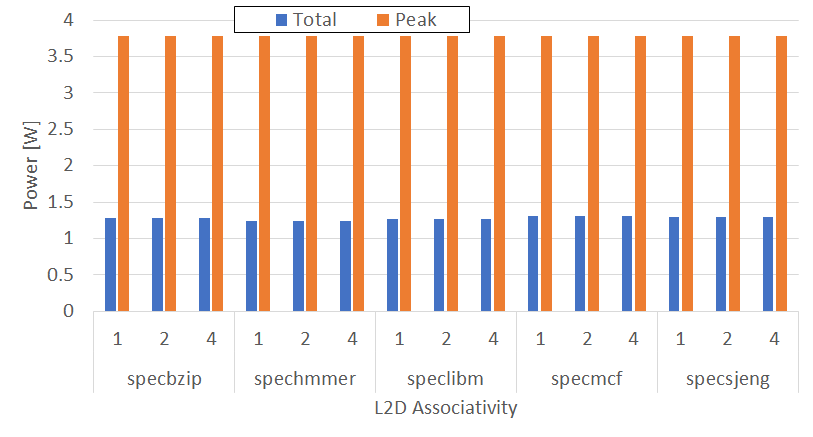 Total Peak
4
3.5
3
2.5
2
1.5
1
0.5
0
Power [W]
1 2 4 1 2 4 1 2 4 1 2 4 1 2 4
specbzip spechmmer speclibm specmcf specsjeng
L2D Associativity